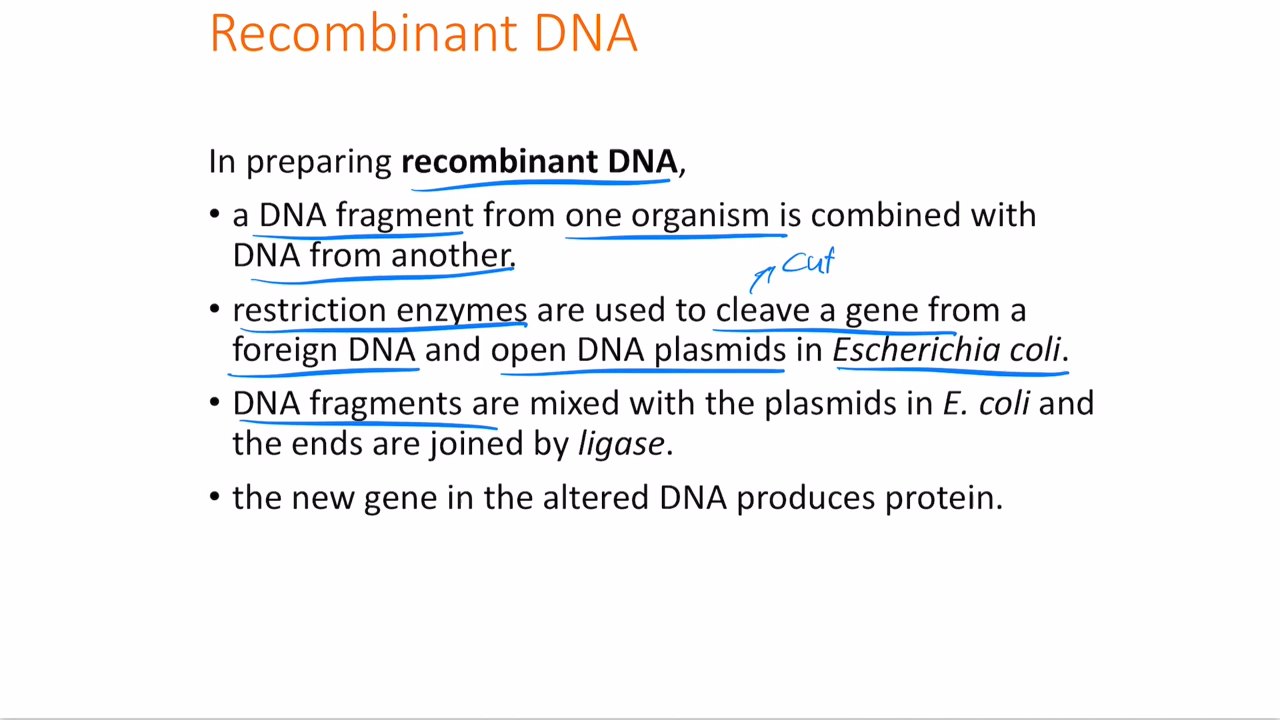 Recombinant DNA
In preparing recombinant DNA,
• a DNA fragment from one organism is combined with
DNA from another.
cut
• restriction enzymes are used to cleave a gene from a
foreign DNA and open DNA plasmids in Escherichia coli.
• DNA fragments are mixed with the plasmids in E. coli and
the ends are joined by ligase.
• the new gene in the altered DNA produces protein.